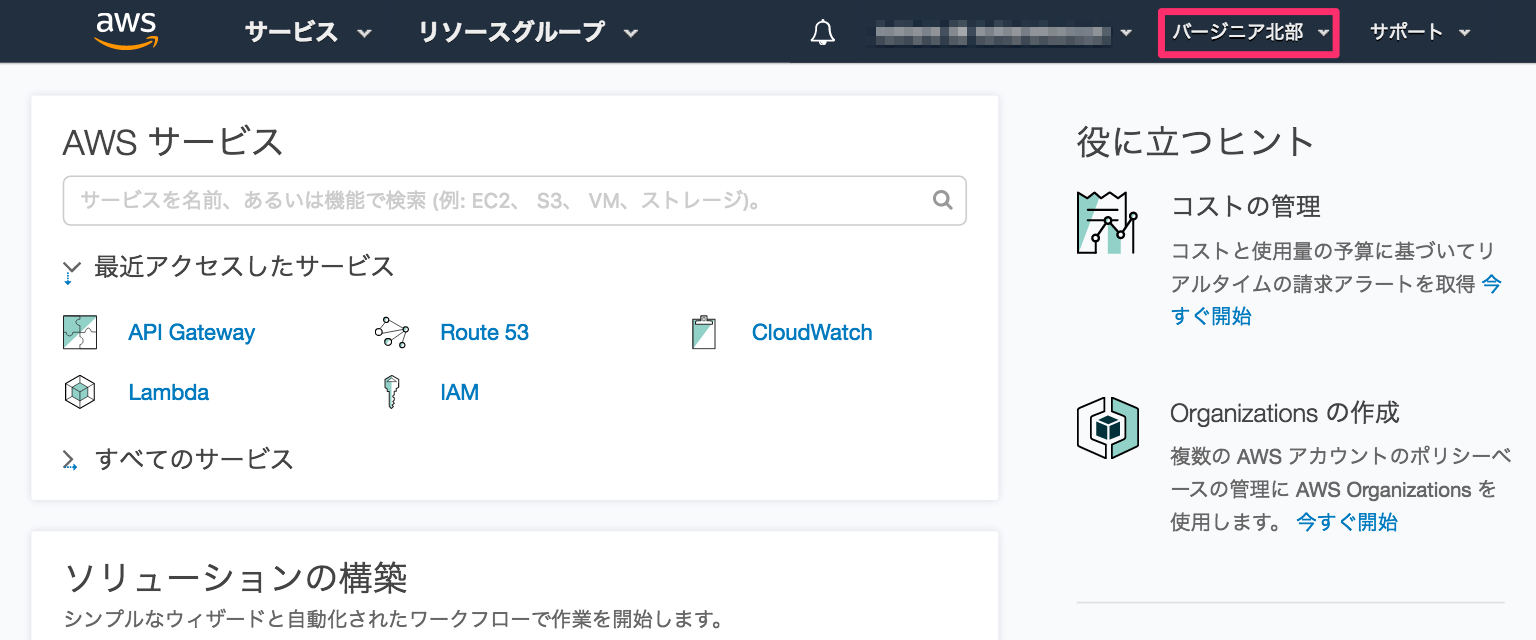 aws サービス リソースグループ バージニア北部 サポート
AWS サービス
サービスを名前、あるいは機能で検索 (例: EC2、 S3、 VM、ストレージ)。
最近アクセスしたサービス
API Gateway Route 53 CloudWatch
Lambda IAM
すべてのサービス
ソリューションの構築
シンプルなウィザードと自動化されたワークフローで作業を開始します。
役に立つヒント
コストの管理
コストと使用量の予算に基づいてリ
アルタイムの請求アラートを取得 今
すぐ開始
Organizations の作成
複数の AWS アカウントのポリシーベ
ースの管理に AWS Organizations を
使用します。 今すぐ開始